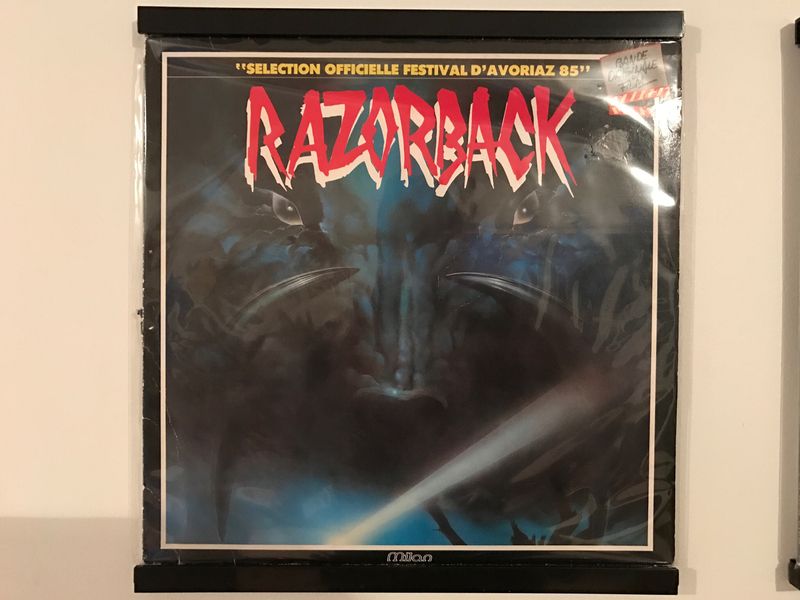 "SELECTION OFFICIELLE FESTIVAL D'AVORIAZ 85"
BANDE
RAZORBACK
Milan